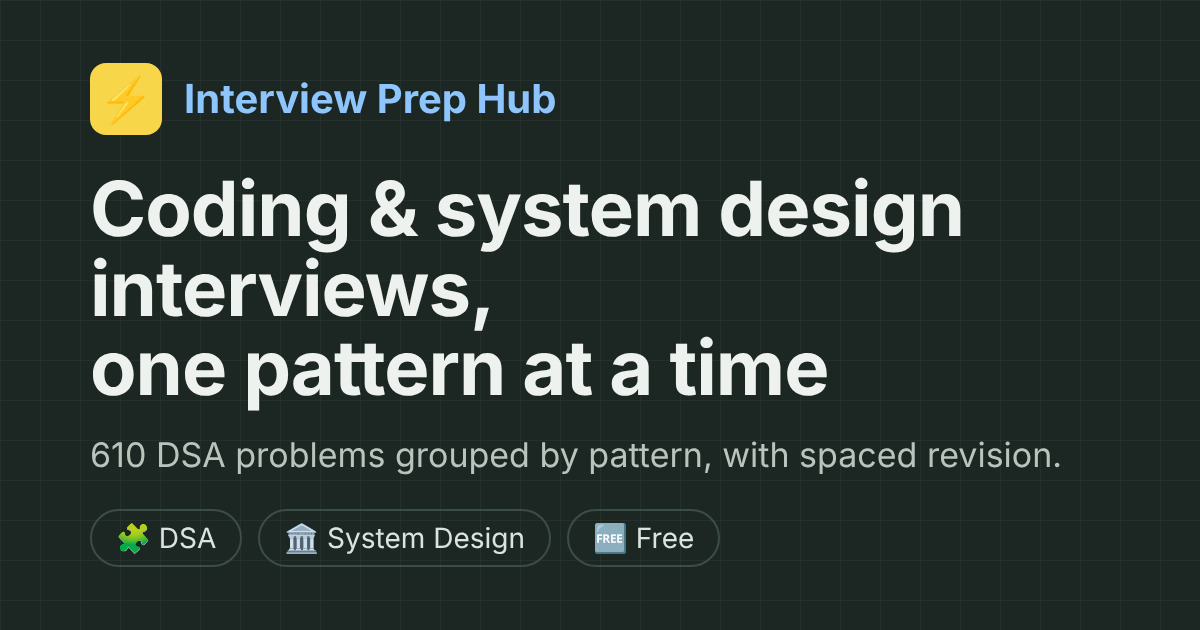 Interview Prep Hub
Coding & system design
interviews,
one pattern at a time
610 DSA problems grouped by pattern, with spaced revision.
DSA
System Design
FREE Free